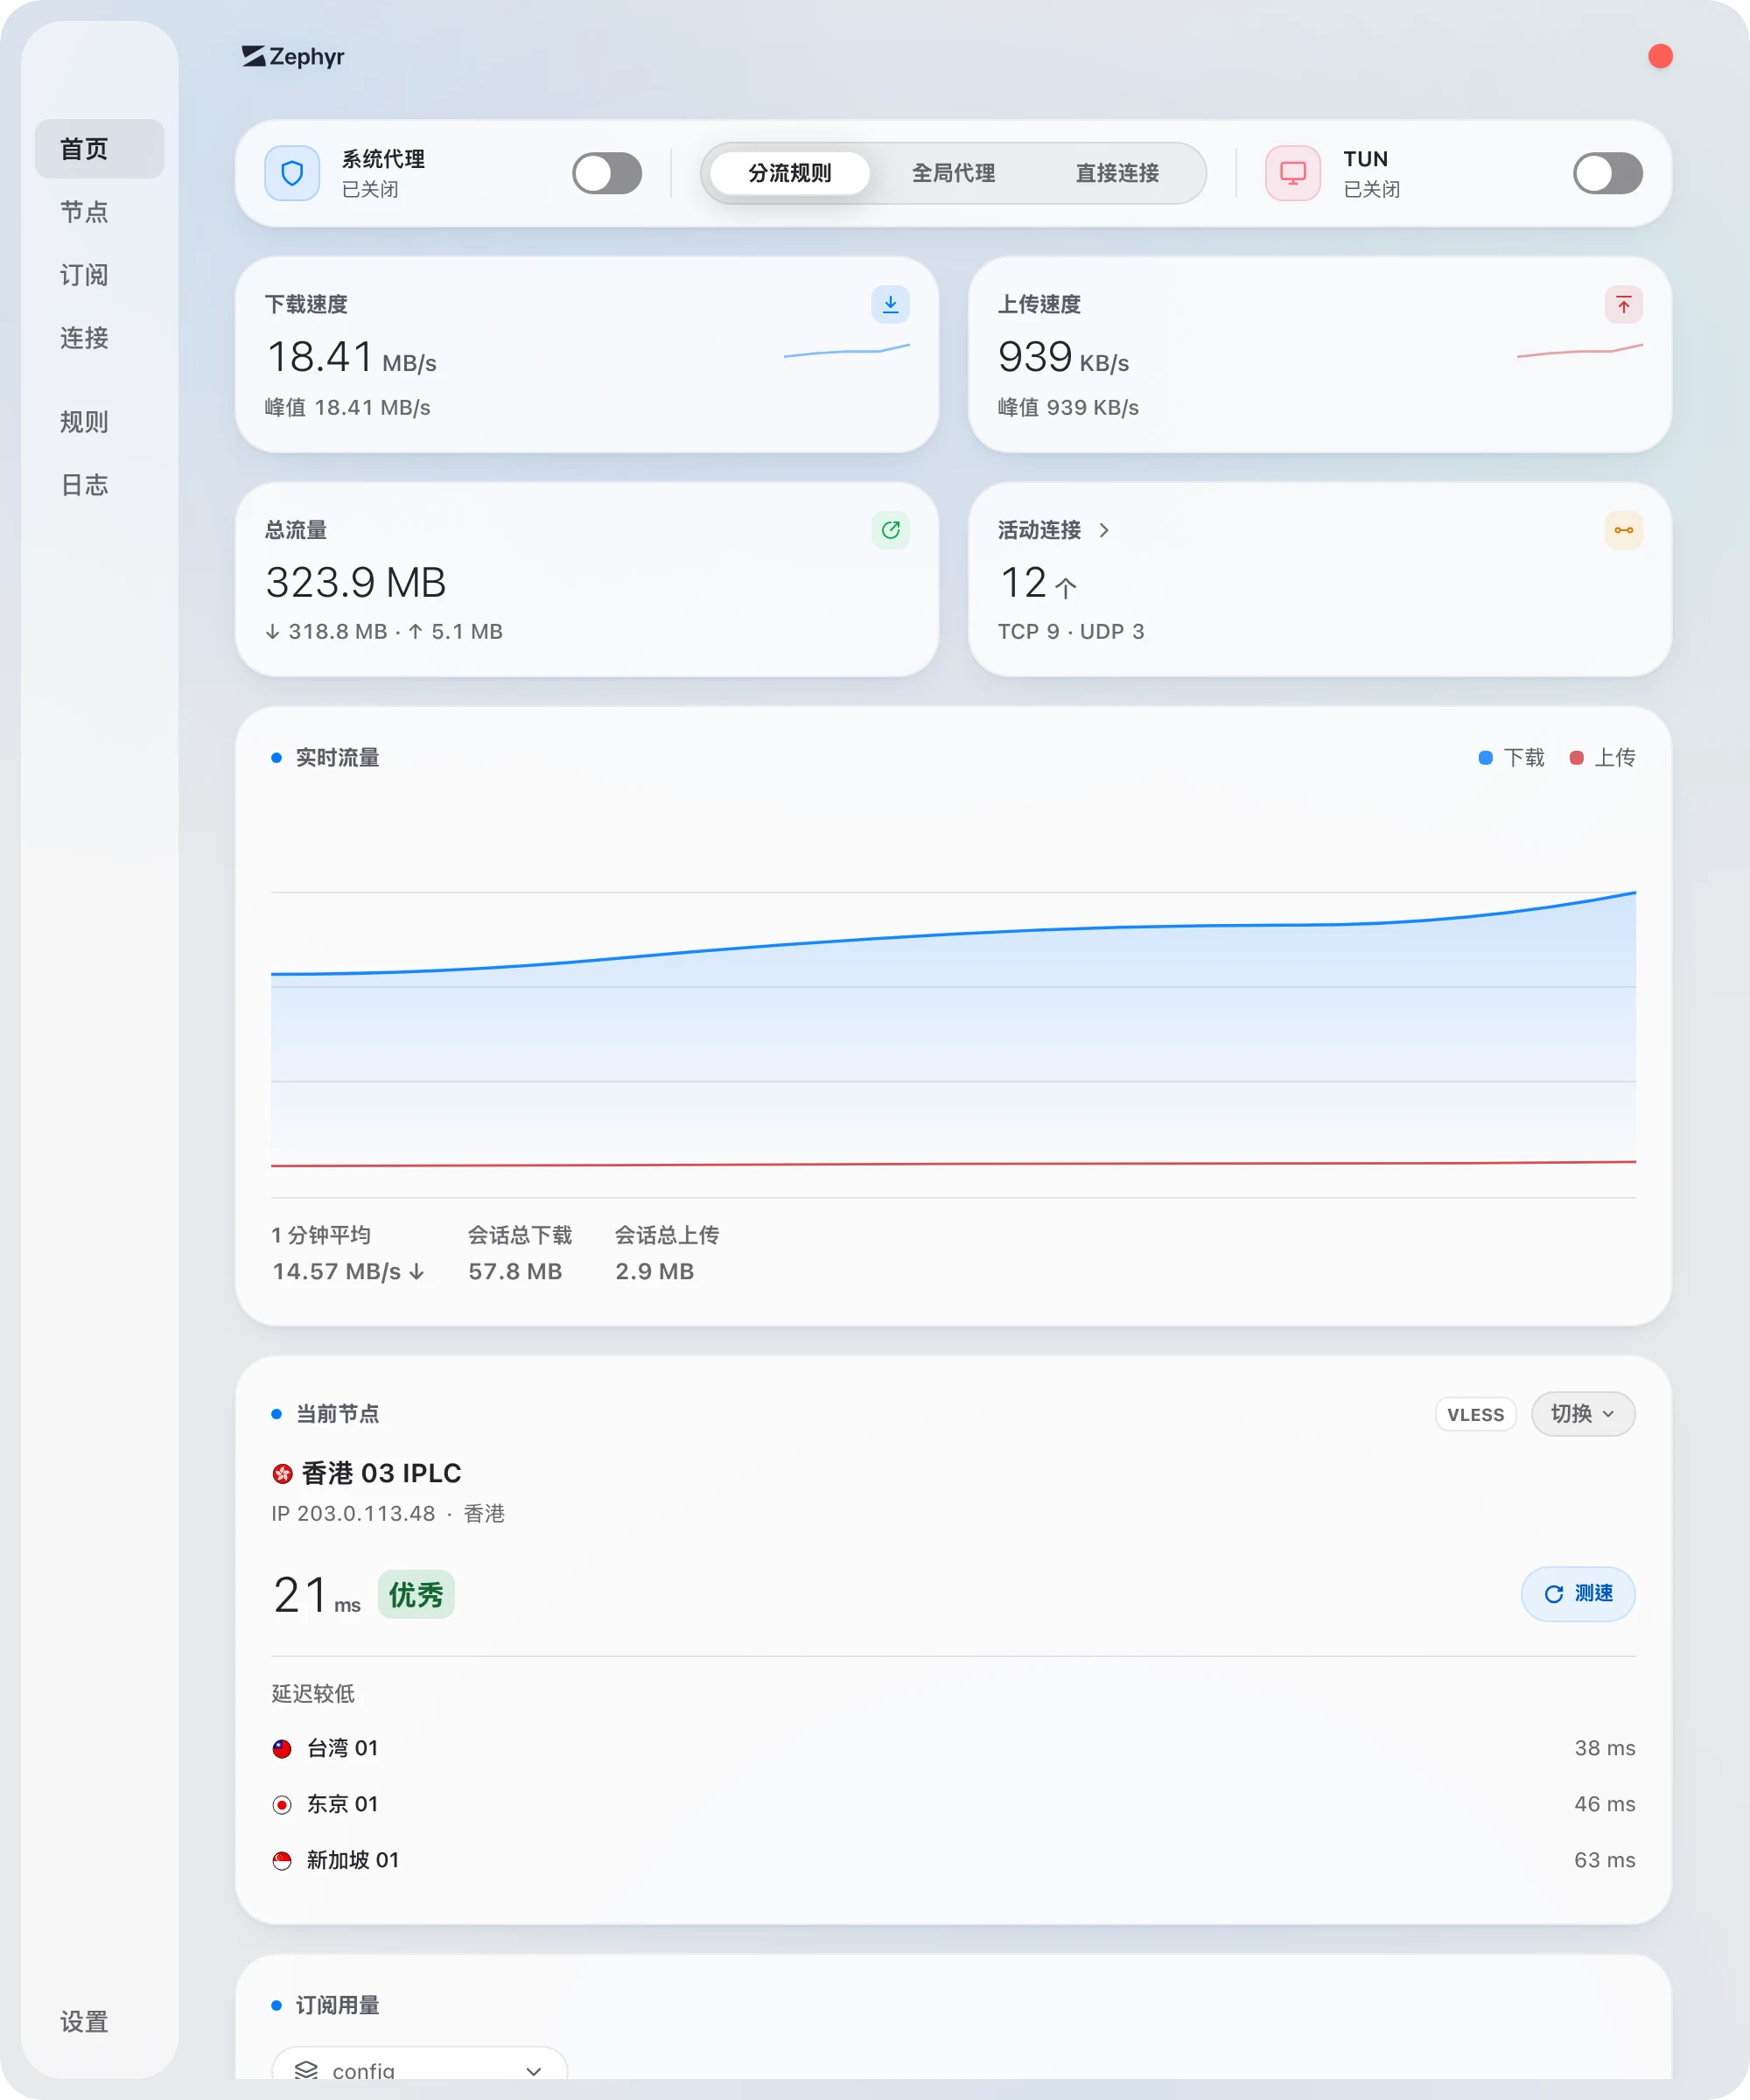 Zephyr
首页
节点
订阅
连接
规则
日志
设置
系统代理
已关闭
分流规则
全局代理
直接连接
TUN
已关闭
下载速度
18.41 MB/s
峰值 18.41 MB/s
上传速度
939 KB/s
峰值 939 KB/s
总流量
323.9 MB
↓ 318.8 MB · ↑ 5.1 MB
活动连接
12 个
TCP 9 · UDP 3
实时流量
下载
上传
1 分钟平均
14.57 MB/s ↓
会话总下载
57.8 MB
会话总上传
2.9 MB
当前节点
VLESS
切换
香港 03 IPLC
IP 203.0.113.48 · 香港
21 ms
优秀
测速
延迟较低
台湾 01
38 ms
东京 01
46 ms
新加坡 01
63 ms
订阅用量
config